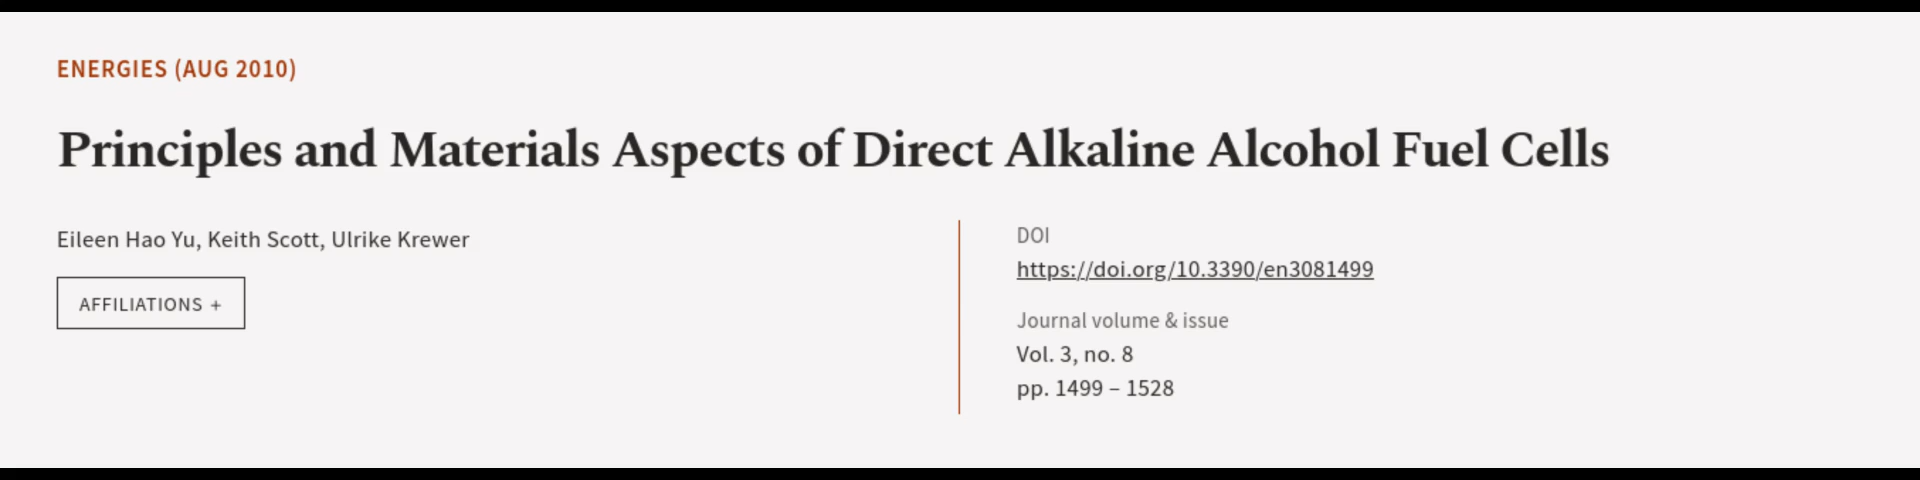 ENERGIES (AUG 2010)
Principles and Materials Aspects of Direct Alkaline Alcohol Fuel Cells
Eileen Hao Yu, Keith Scott, Ulrike Krewer
AFFILIATIONS +
DOI
https://doi.org/10.3390/en3081499
Journal volume & issue
Vol. 3, no. 8
pp. 1499 – 1528